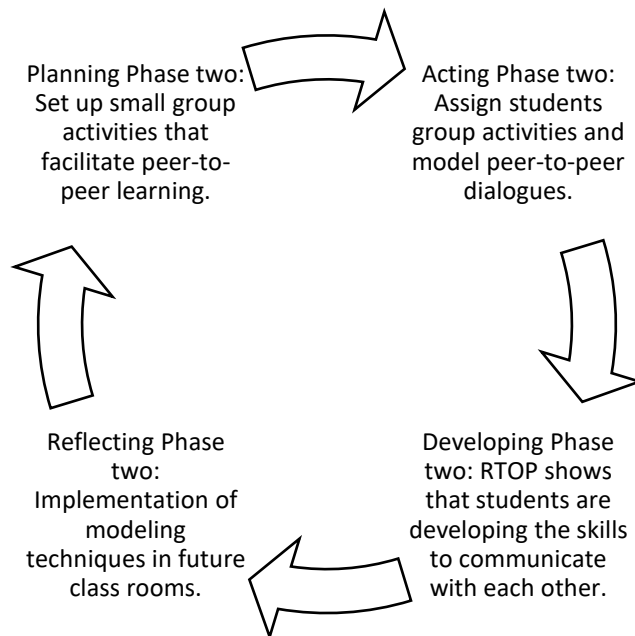 Planning Phase two:
Set up small group
activities that
facilitate peer-to-
peer learning.
Acting Phase two:
Assign students
group activities and
model peer-to-peer
dialogues.
Developing Phase
two: RTOP shows
that students are
developing the skills
to communicate
with each other.
Reflecting Phase
two:
Implementation of
modeling
techniques in future
class rooms.